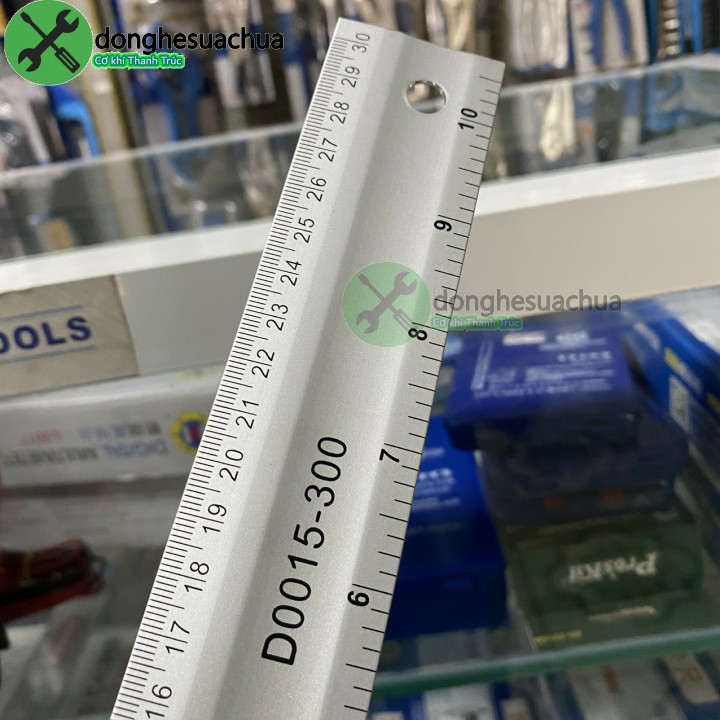 donghesuachua
Cơ khí Thanh Trúc
30
29
28
27
26
25
24
23
22
21
20
19
18
17
16
10
9
8
7
6
D0015-300
donghesuachua
Cơ khí Thanh Trúc
OOLS
DIGITAL MULTIMETER
Pro'sKit